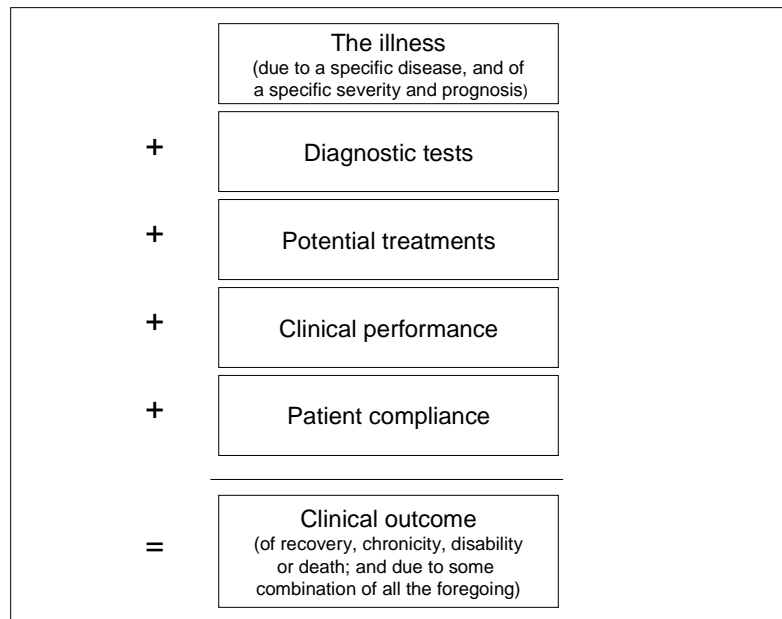 The illness
(due to a specific disease, and of
a specific severity and prognosis)
+ Diagnostic tests
+ Potential treatments
+ Clinical performance
+ Patient compliance
= Clinical outcome
(of recovery, chronicity, disability
or death; and due to some
combination of all the foregoing)